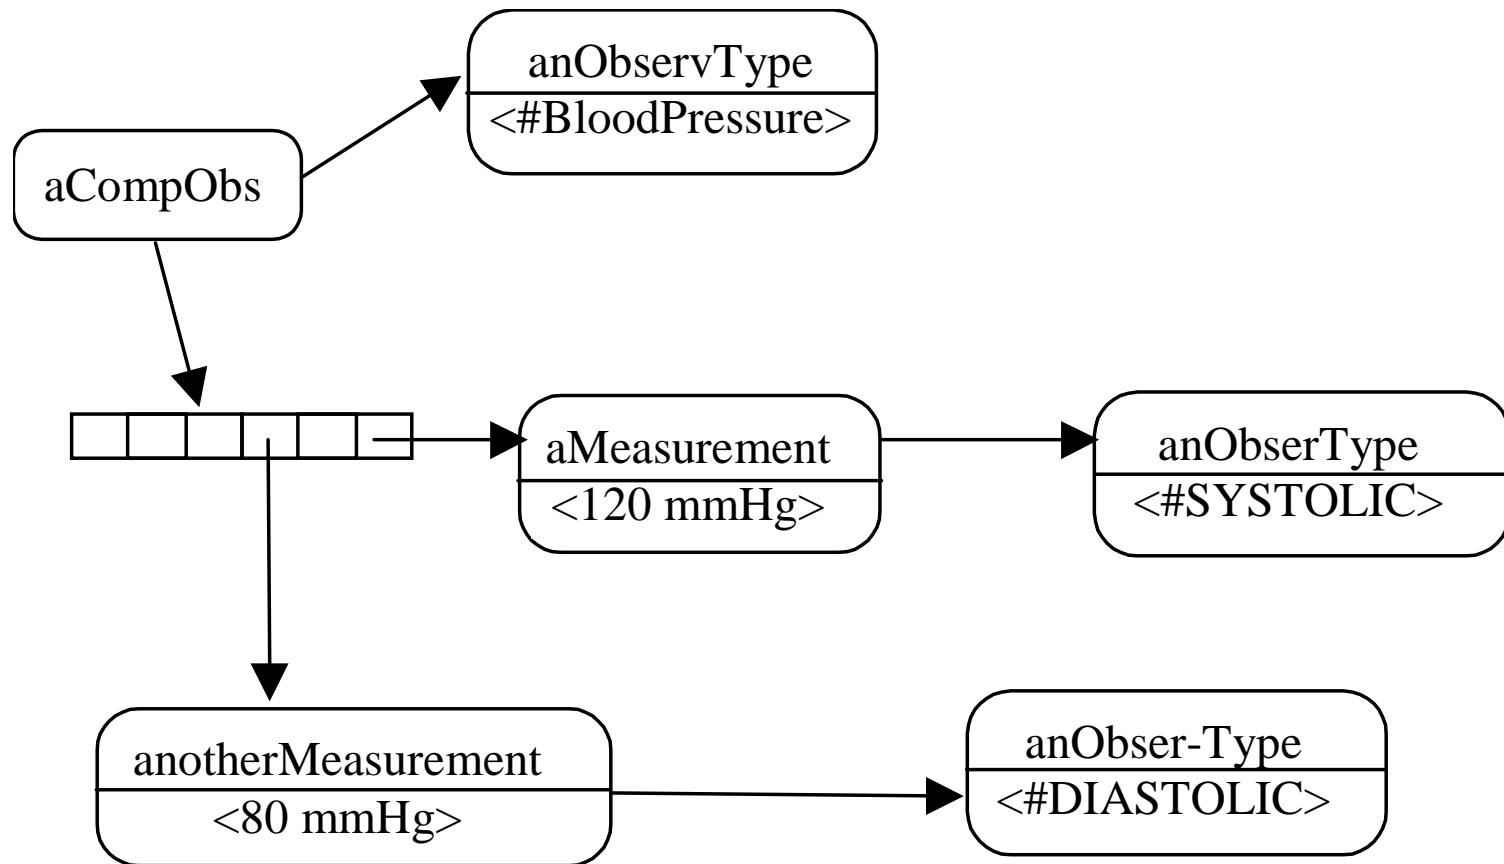 anObservType
<#BloodPressure>
aCompObs
aMeasurement
<120 mmHg>
anObserType
<#SYSTOLIC>
anotherMeasurement
<80 mmHg>
anObser-Type
<#DIASTOLIC>